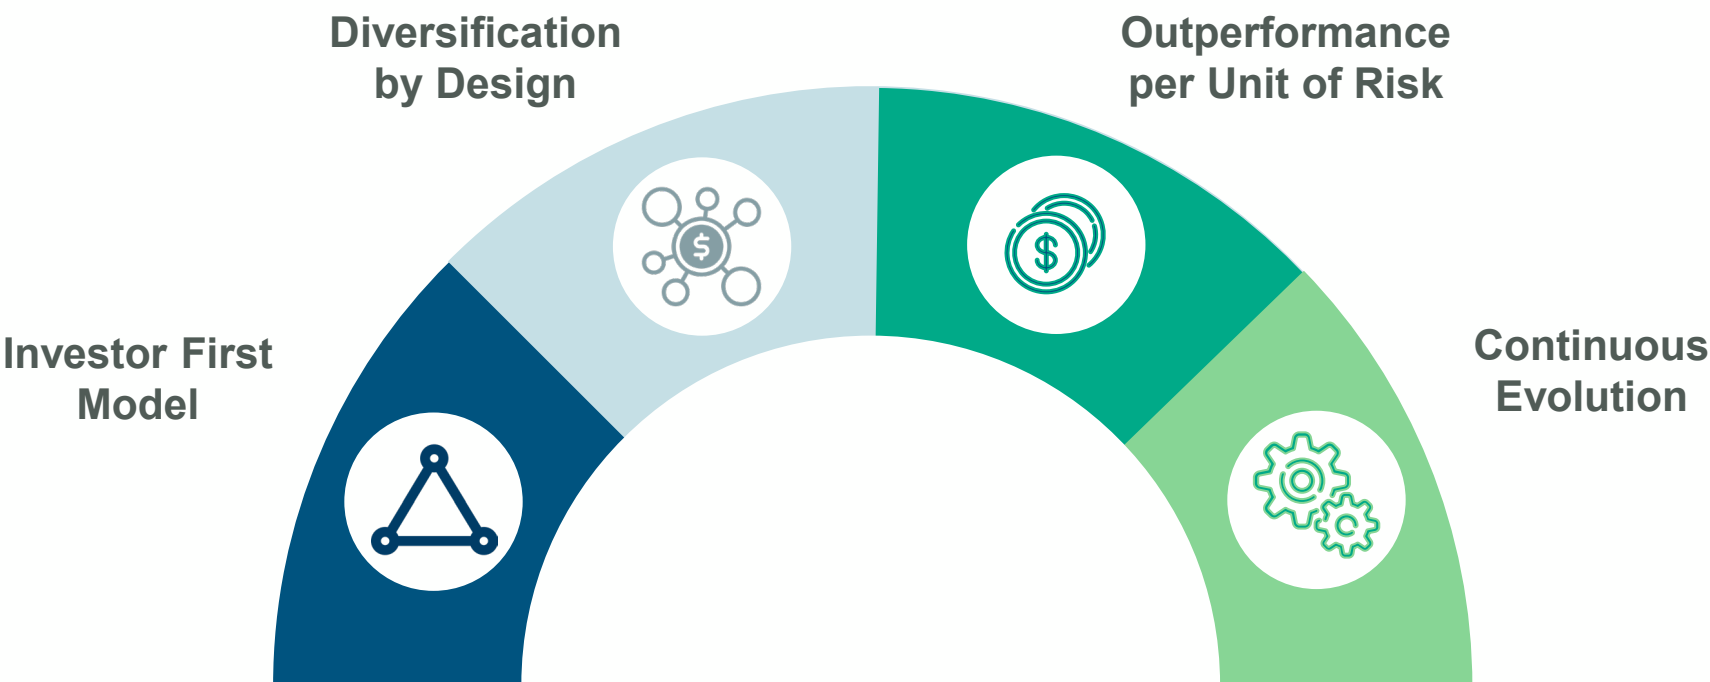 Diversification
by Design
Outperformance
per Unit of Risk
Investor First
Model
Continuous
Evolution
$
$